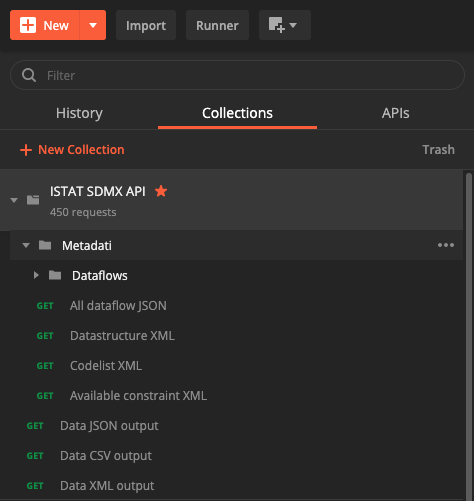 New Import Runner
Filter
History Collections APIs
New Collection Trash
ISTAT SDMX API
450 requests
Metadati
Dataflows
GET All dataflow JSON
GET Datastructure XML
GET Codelist XML
GET Available constraint XML
GET Data JSON output
GET Data CSV output
GET Data XML output